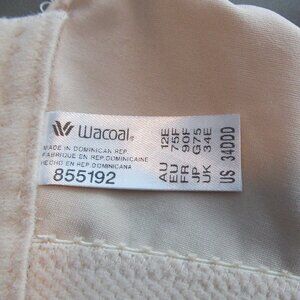 Wacoal®
MADE IN DOMINICAN REP.
FABRIQUÉ EN REP. DOMINICAINE
HECHO EN REP. DOMINICANA
855192
AU 12E
EU 75F
FR 90F
JP G75
UK 34E
US 34DDD